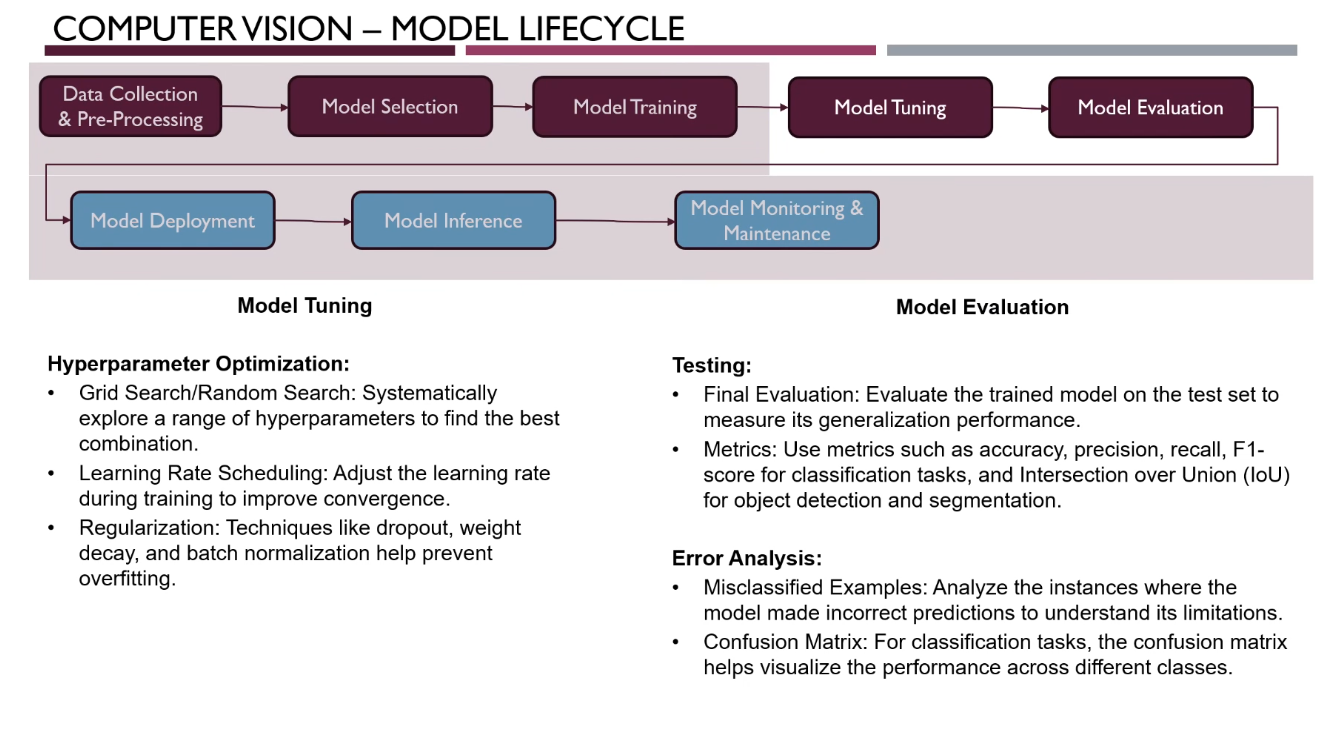 COMPUTER VISION – MODEL LIFECYCLE
Data Collection
& Pre-Processing
Model Selection
Model Training
Model Tuning
Model Evaluation
Model Deployment
Model Inference
Model Monitoring &
Maintenance
Model Tuning
Hyperparameter Optimization:
• Grid Search/Random Search: Systematically
explore a range of hyperparameters to find the best
combination.
• Learning Rate Scheduling: Adjust the learning rate
during training to improve convergence.
• Regularization: Techniques like dropout, weight
decay, and batch normalization help prevent
overfitting.
Model Evaluation
Testing:
• Final Evaluation: Evaluate the trained model on the test set to
measure its generalization performance.
• Metrics: Use metrics such as accuracy, precision, recall, F1-
score for classification tasks, and Intersection over Union (IoU)
for object detection and segmentation.
Error Analysis:
• Misclassified Examples: Analyze the instances where the
model made incorrect predictions to understand its limitations.
• Confusion Matrix: For classification tasks, the confusion matrix
helps visualize the performance across different classes.